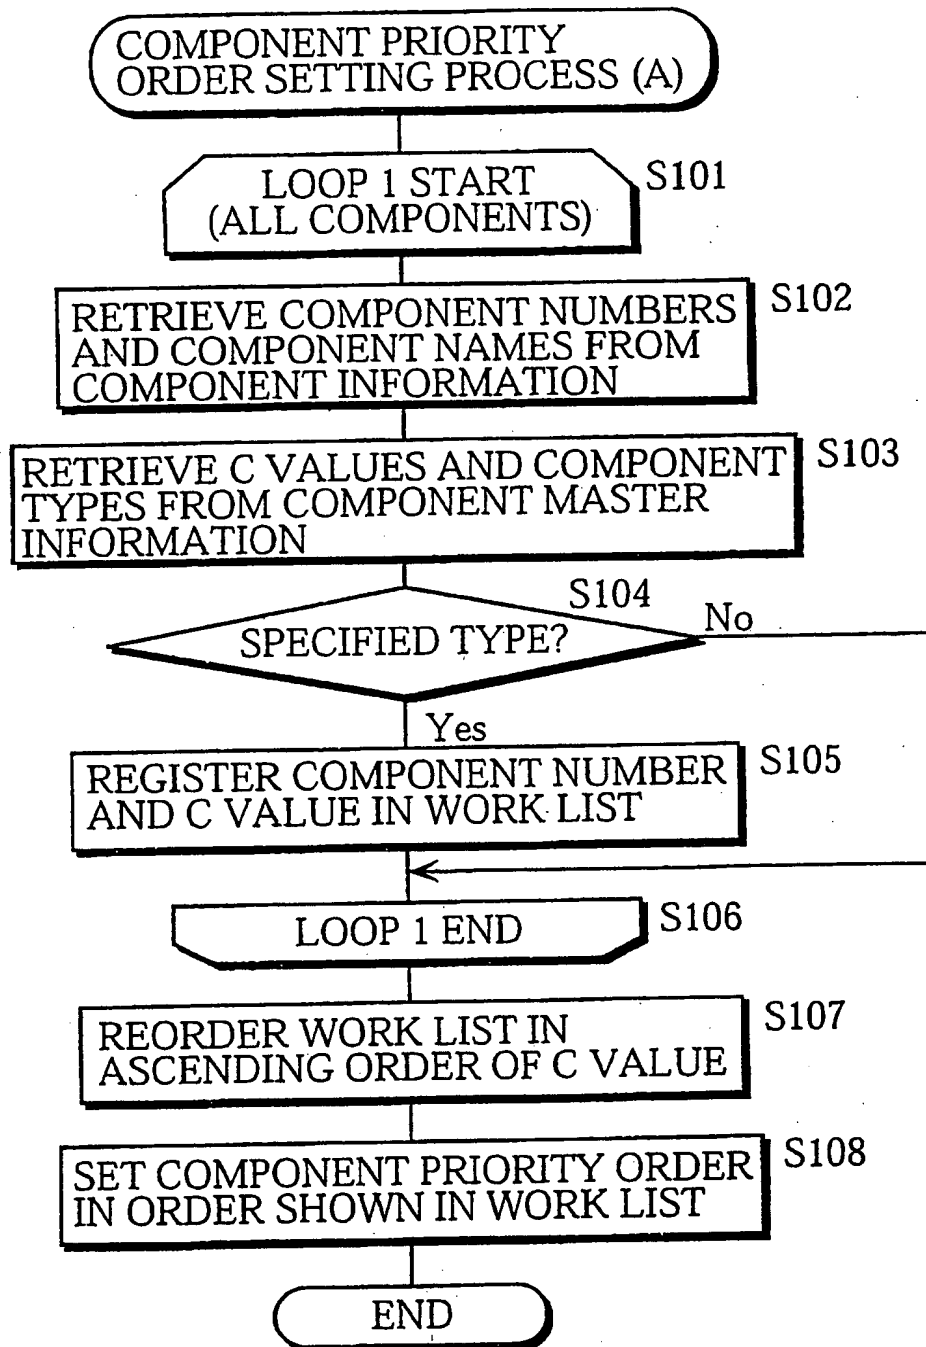 COMPONENT PRIORITY
ORDER SETTING PROCESS (A)
LOOP 1 START
(ALL COMPONENTS)
S101
RETRIEVE COMPONENT NUMBERS
AND COMPONENT NAMES FROM
COMPONENT INFORMATION
S102
RETRIEVE C VALUES AND COMPONENT
TYPES FROM COMPONENT MASTER
INFORMATION
S103
S104
SPECIFIED TYPE?
No
Yes
REGISTER COMPONENT NUMBER
AND C VALUE IN WORK LIST
S105
LOOP 1 END
S106
REORDER WORK LIST IN
ASCENDING ORDER OF C VALUE
S107
SET COMPONENT PRIORITY ORDER
IN ORDER SHOWN IN WORK LIST
S108
END